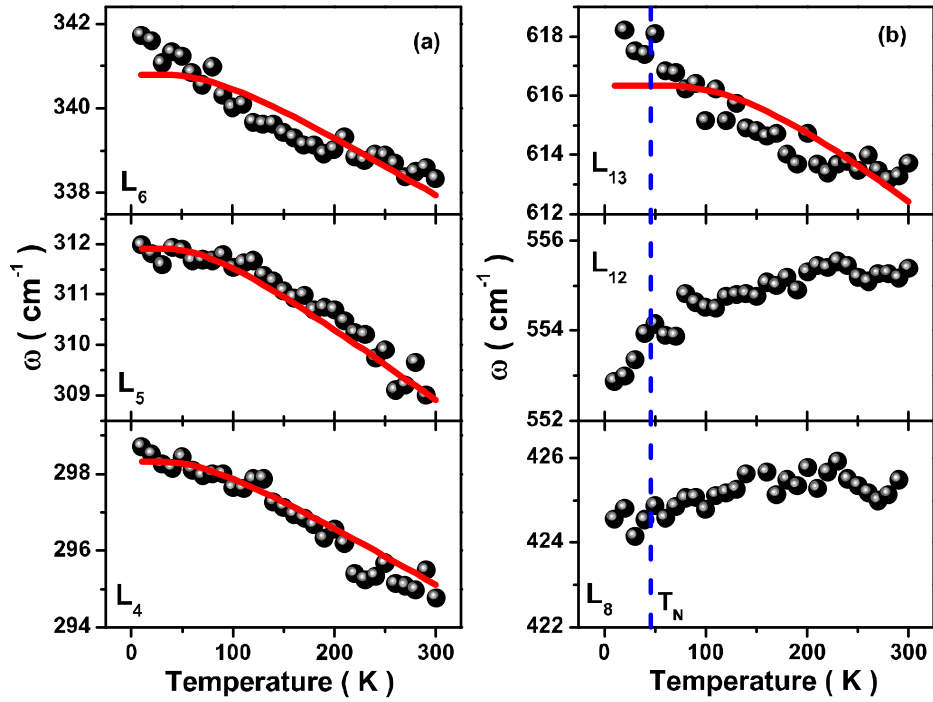 (a)
342
340
338
L6
312
311
310
309
L5
298
296
294
L4
ω ( cm-1 )
0 100 200 300
Temperature ( K )
(b)
618
616
614
612
L13
556
554
552
L12
426
424
422
L8
TN
ω ( cm-1 )
0 100 200 300
Temperature ( K )